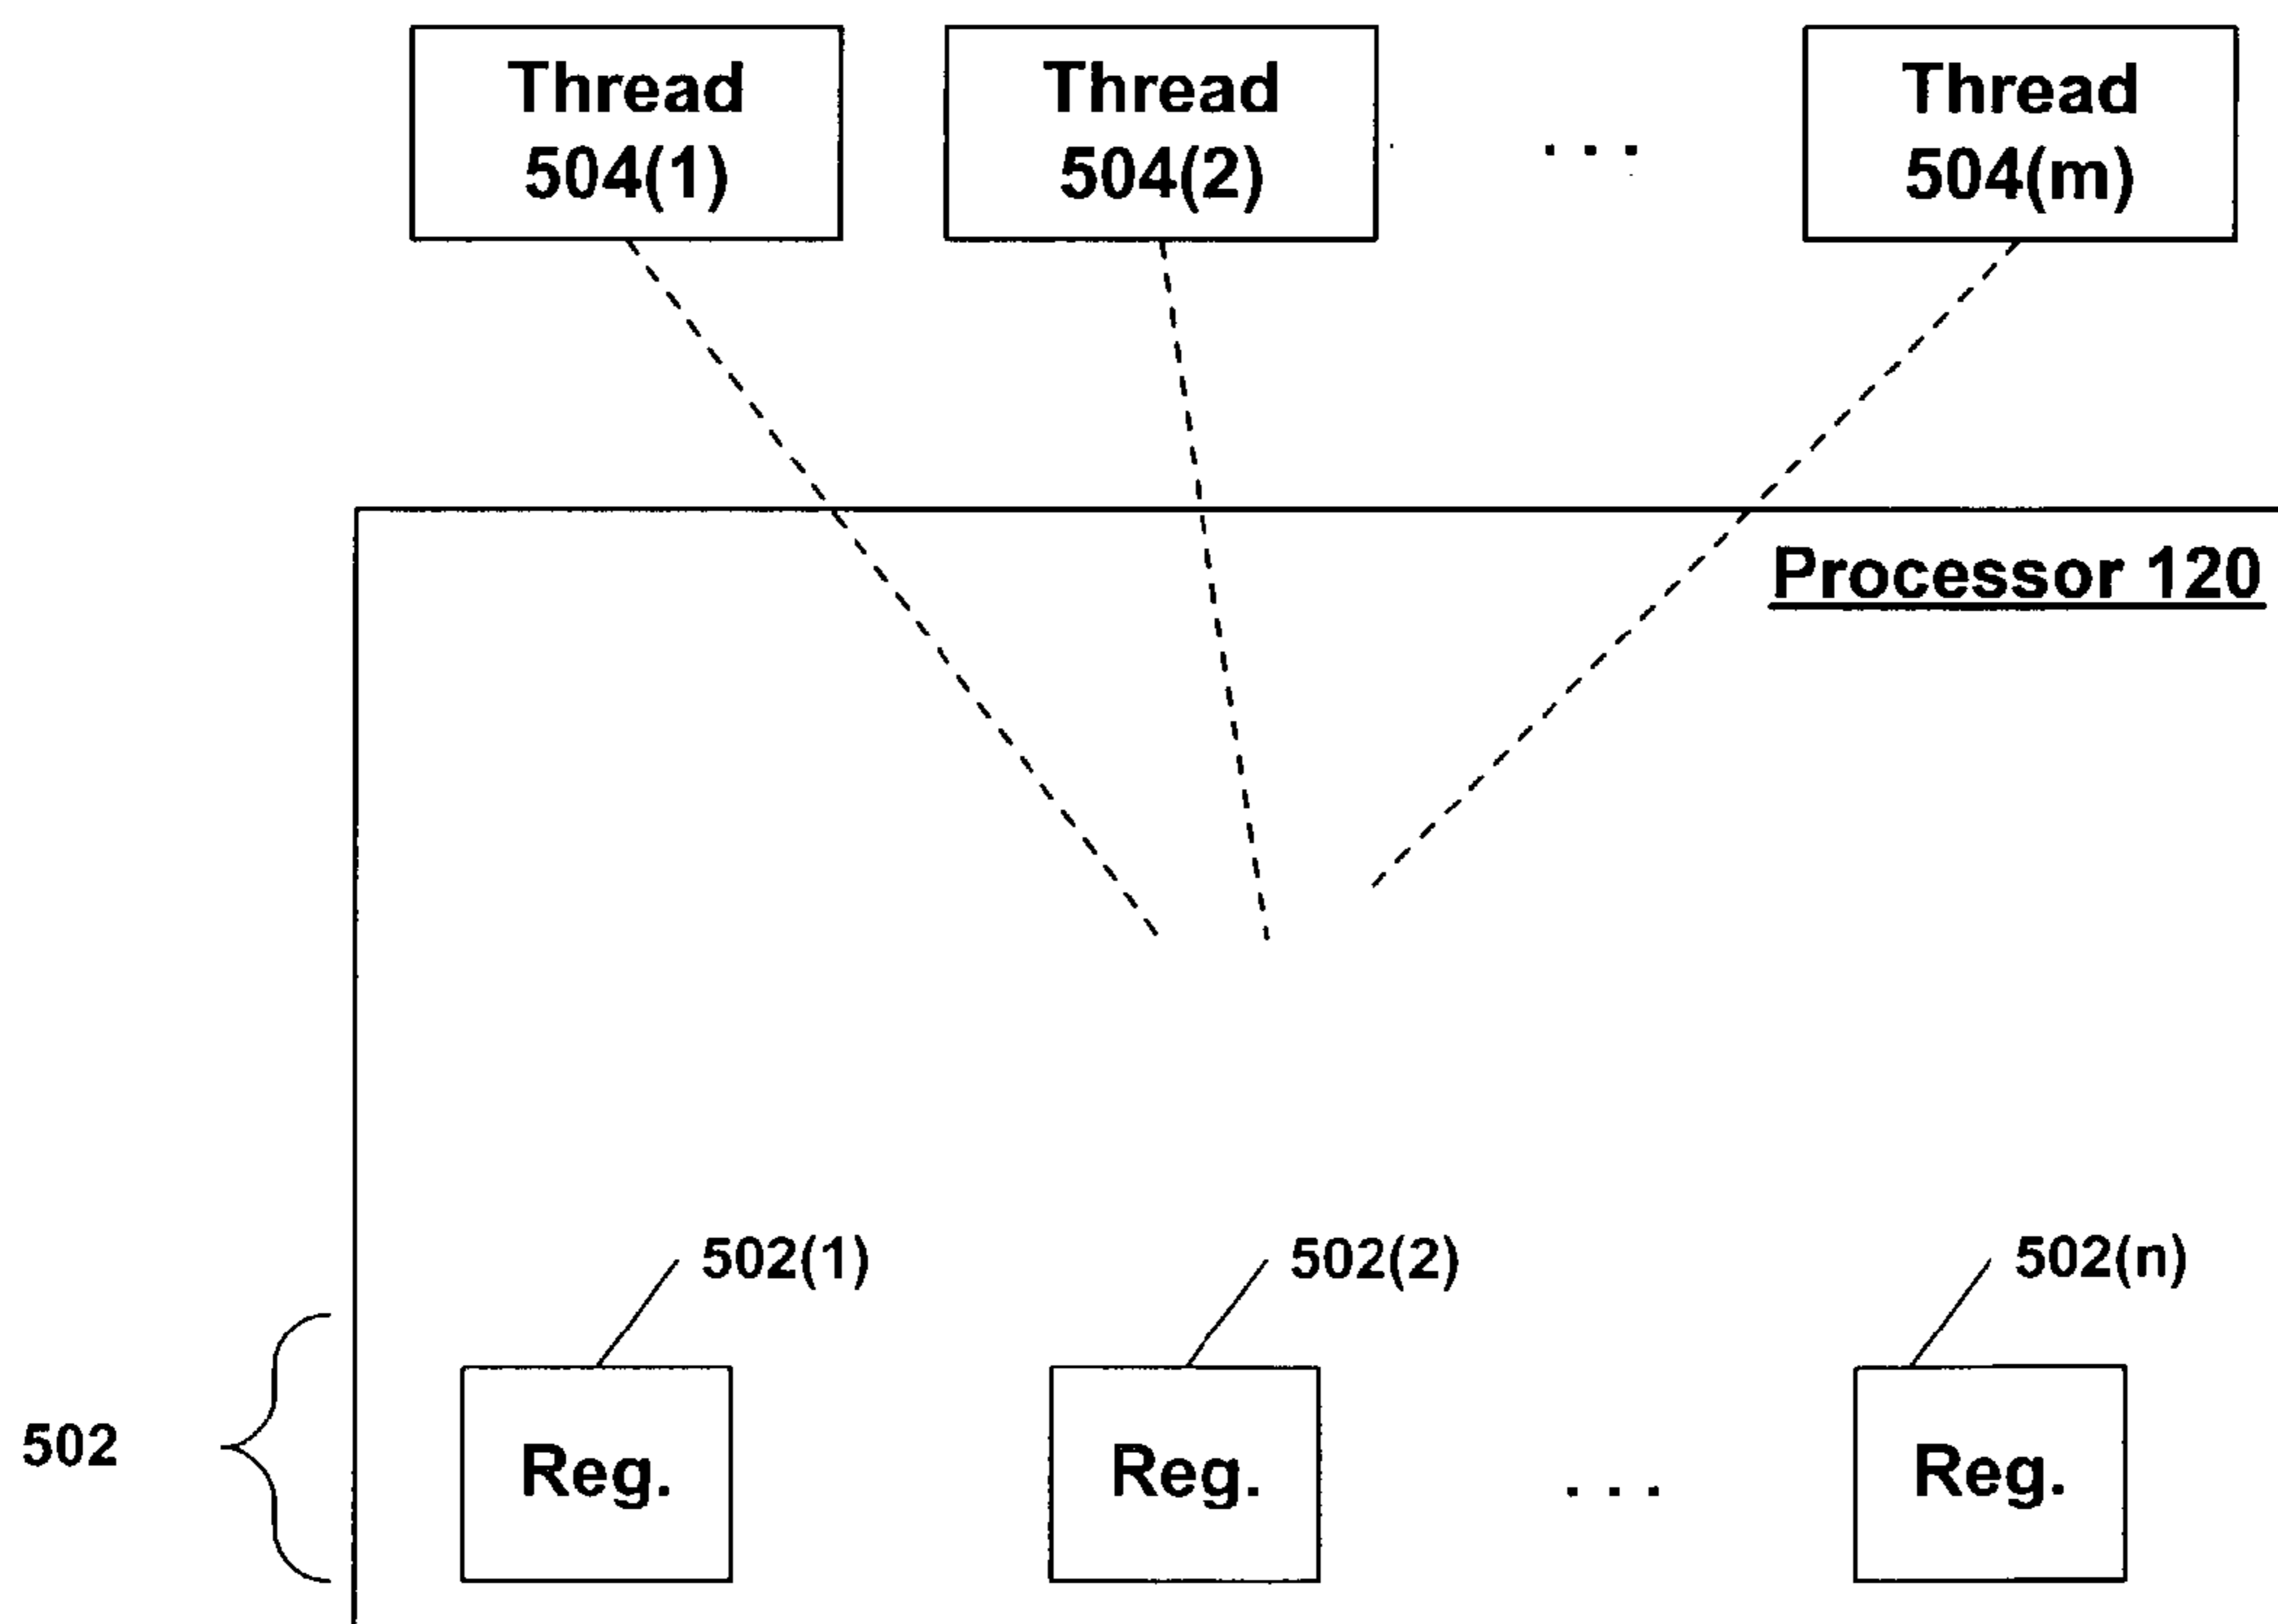 Thread
504(1)
Thread
504(2)
. . .
Thread
504(m)
Processor 120
502(1)
502(2)
502(n)
502
Reg.
Reg.
. . .
Reg.